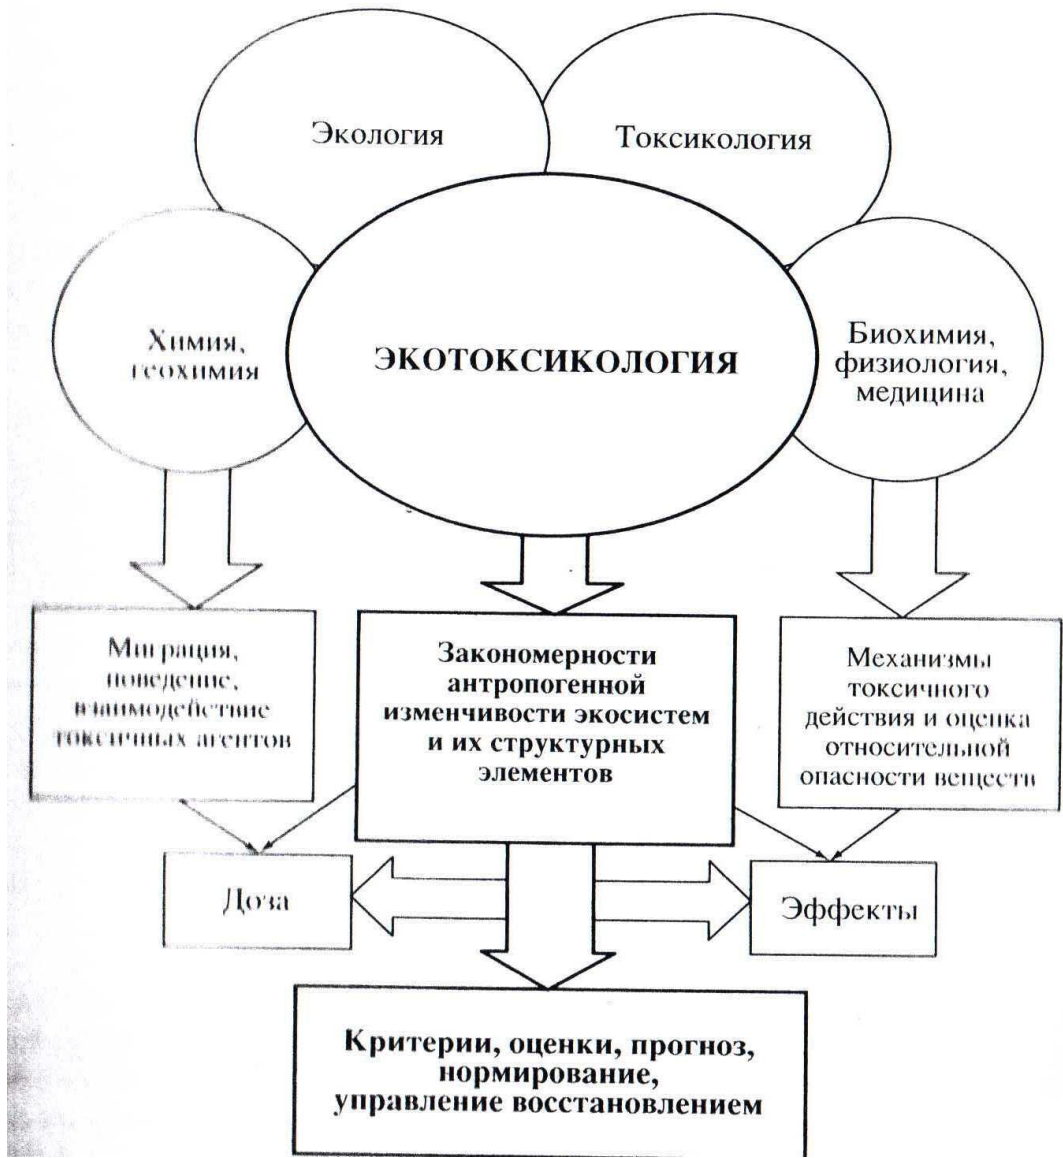 Экология
Токсикология
Химия,
геохимия
ЭКОТОКСИКОЛОГИЯ
Биохимия,
физиология,
медицина
Миграция,
поведение,
взаимодействие
токсичных агентов
Закономерности
антропогенной
изменчивости экосистем
и их структурных
элементов
Механизмы
токсичного
действия и оценка
относительной
опасности веществ
Доза
Эффекты
Критерии, оценки, прогноз,
нормирование,
управление восстановлением